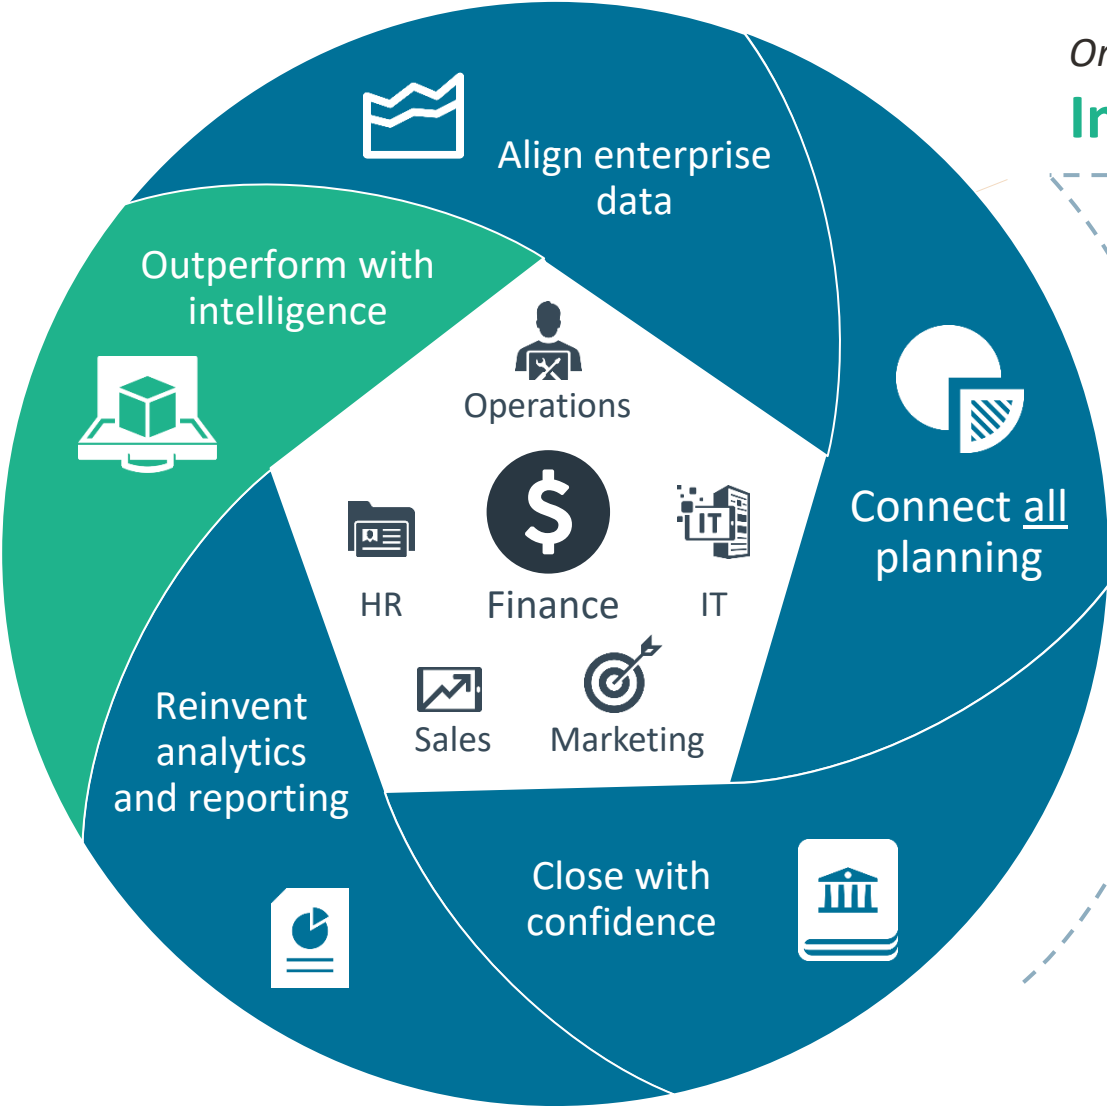 Align enterprise
data
Outperform with
intelligence
Connect all
planning
Operations
HR
Finance
IT
IT
Sales
Marketing
Reinvent
analytics
and reporting
Close with
confidence